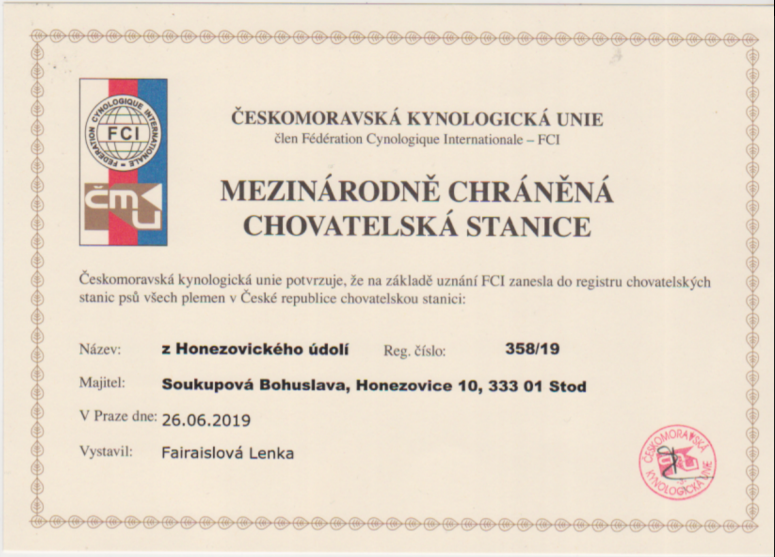 FEDERATION CYNOLOGIQUE INTERNATIONALE
FCI
ČMKU
ČESKOMORAVSKÁ KYNOLOGICKÁ UNIE
člen Fédération Cynologique Internationale – FCI
MEZINÁRODNĚ CHRÁNĚNÁ
CHOVATELSKÁ STANICE
Českomoravská kynologická unie potvrzuje, že na základě uznání FCI zanesla do registru chovatelských
stanic psů všech plemen v České republice chovatelskou stanici:
Název: z Honezovického údolí Reg. číslo: 358/19
Majitel: Soukupová Bohuslava, Honezovice 10, 333 01 Stod
V Praze dne: 26.06.2019
Vystavil: Fairaislová Lenka
ČESKOMORAVSKÁ
KYNOLOGICKÁ UNIE